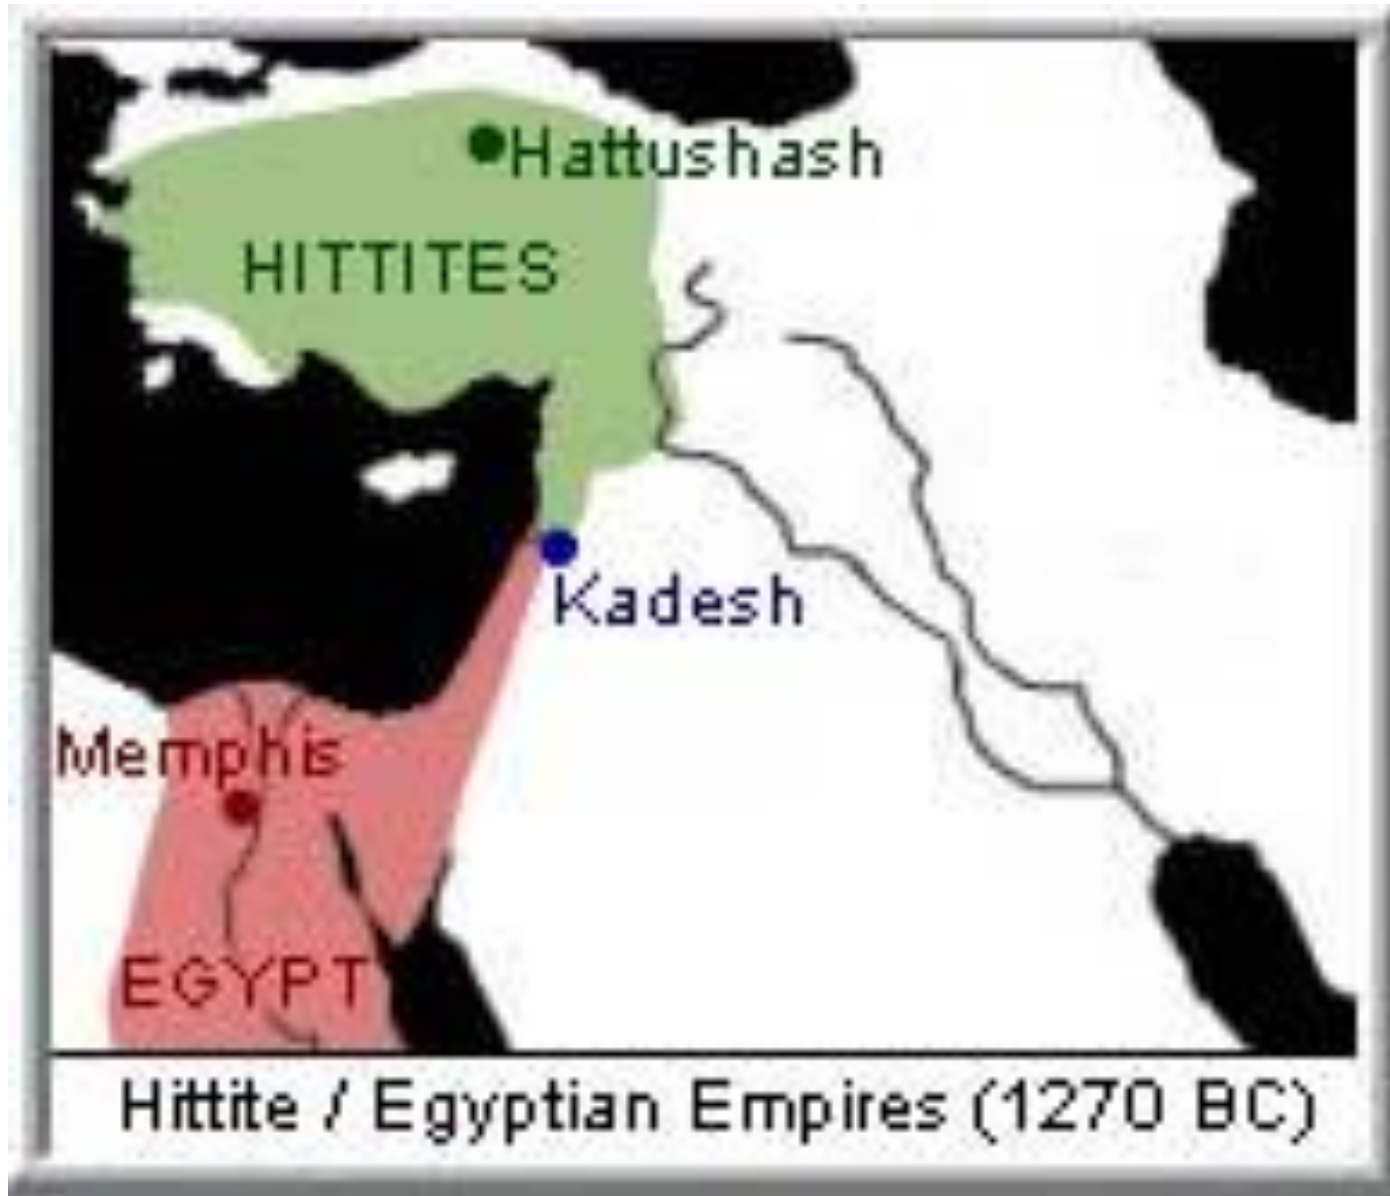 Hattushash
HITTITES
Kadesh
Memphis
EGYPT
Hittite / Egyptian Empires (1270 BC)